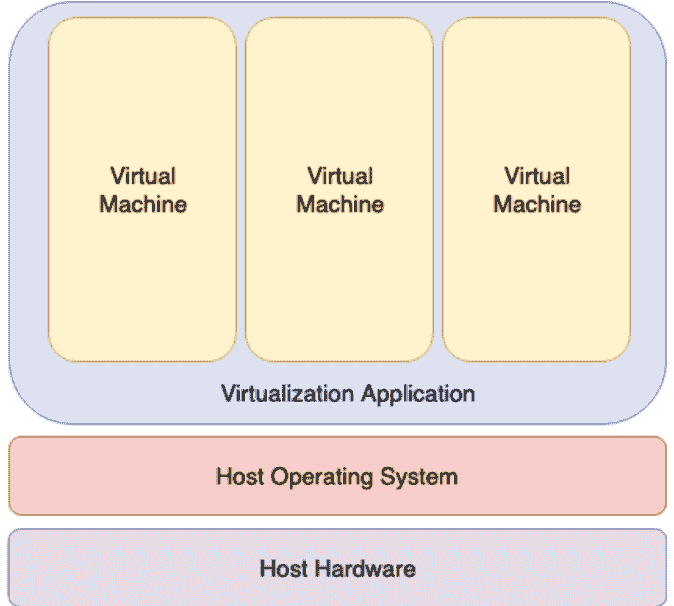 Virtual
Machine
Virtual
Machine
Virtual
Machine
Virtualization Application
Host Operating System
Host Hardware